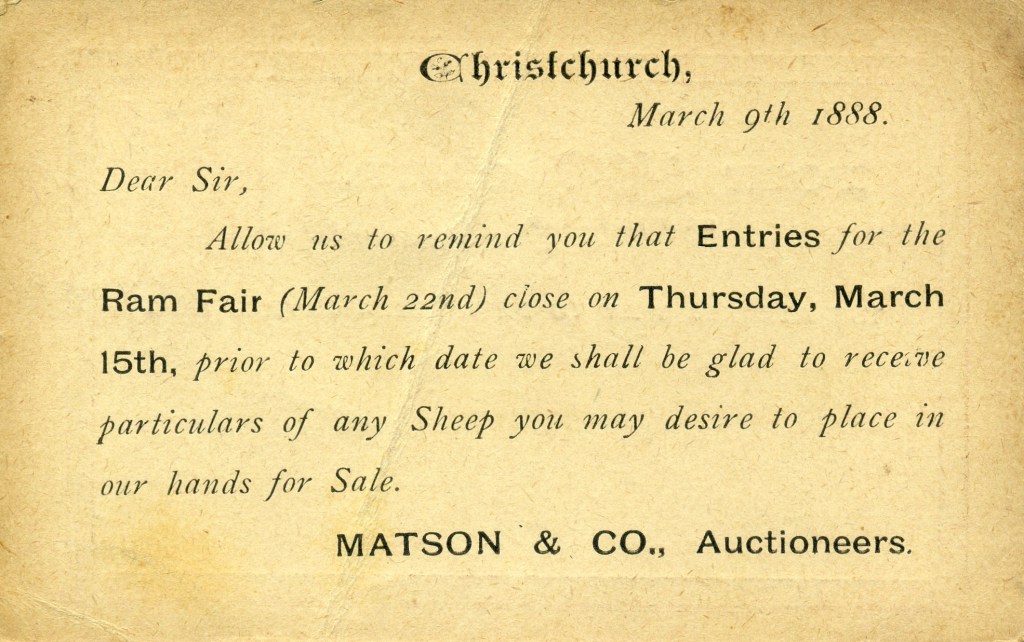 Christchurch,
March 9th 1888.
Dear Sir,
Allow us to remind you that Entries for the
Ram Fair (March 22nd) close on Thursday, March
15th, prior to which date we shall be glad to receive
particulars of any Sheep you may desire to place in
our hands for Sale.
MATSON & CO., Auctioneers.